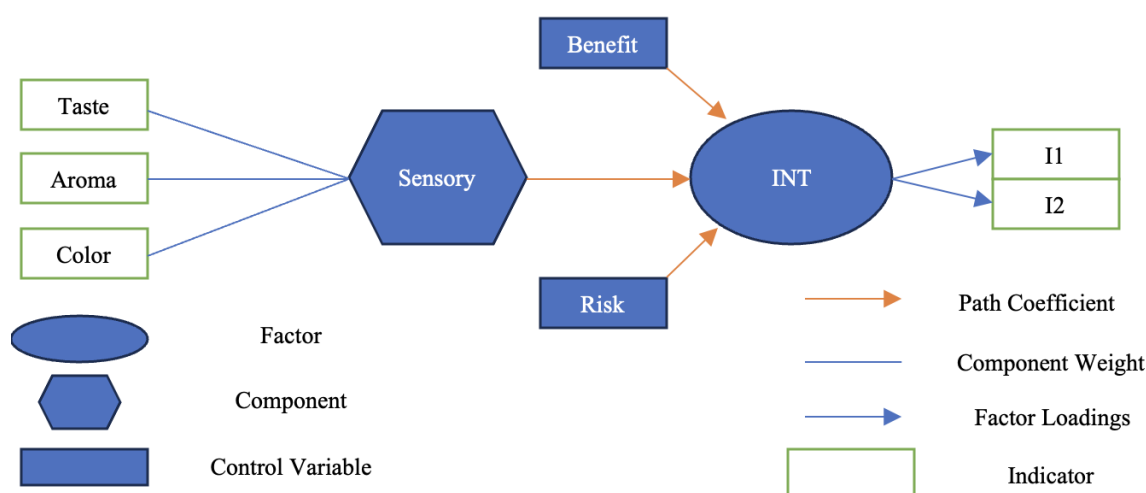 Benefit
Taste
Aroma
Color
Sensory
INT
I1
I2
Risk
Factor
Component
Control Variable
Path Coefficient
Component Weight
Factor Loadings
Indicator